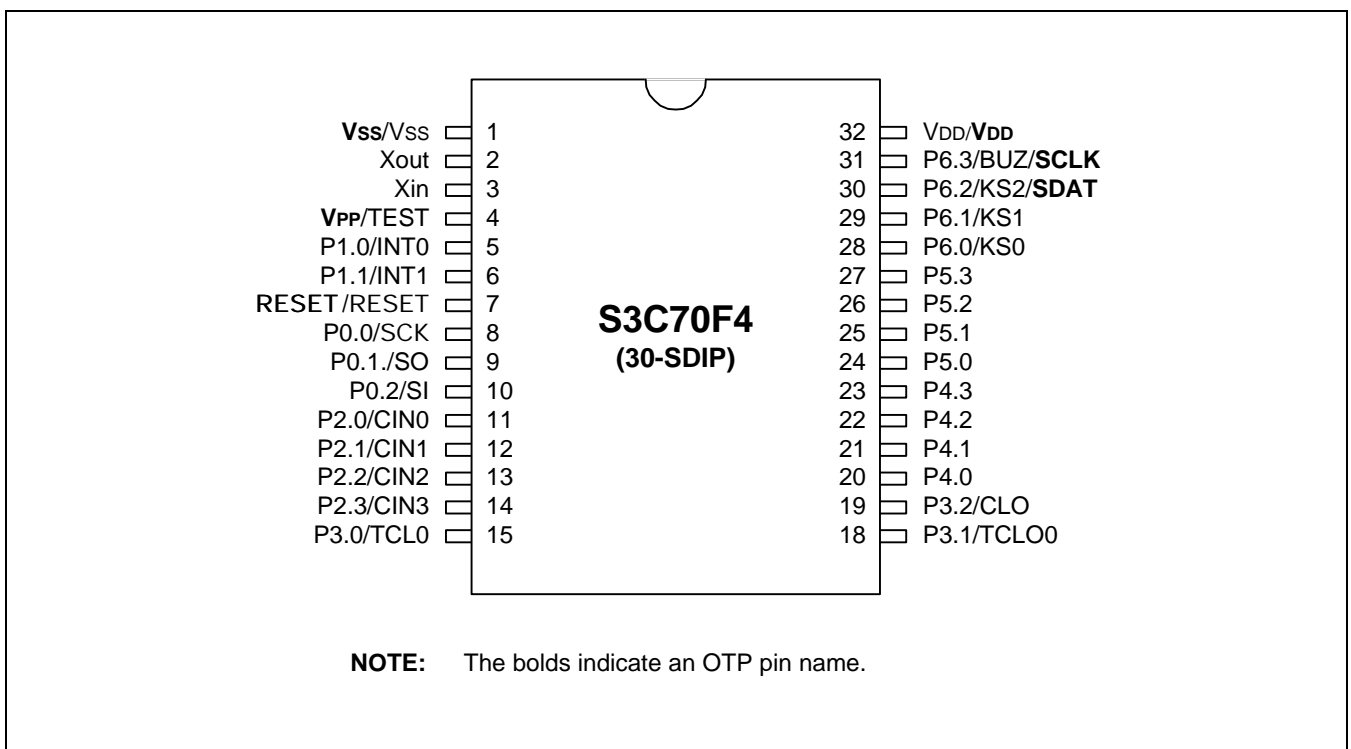 Vss/Vss 1 32 VDD/VDD
Xout 2 31 P6.3/BUZ/SCLK
Xin 3 30 P6.2/KS2/SDAT
VPP/TEST 4 29 P6.1/KS1
P1.0/INT0 5 28 P6.0/KS0
P1.1/INT1 6 27 P5.3
RESET/RESET 7 26 P5.2
P0.0/SCK 8 25 P5.1
P0.1./SO 9 24 P5.0
P0.2/SI 10 23 P4.3
P2.0/CIN0 11 22 P4.2
P2.1/CIN1 12 21 P4.1
P2.2/CIN2 13 20 P4.0
P2.3/CIN3 14 19 P3.2/CLO
P3.0/TCL0 15 18 P3.1/TCLO0
S3C70F4
(30-SDIP)
NOTE: The bolds indicate an OTP pin name.